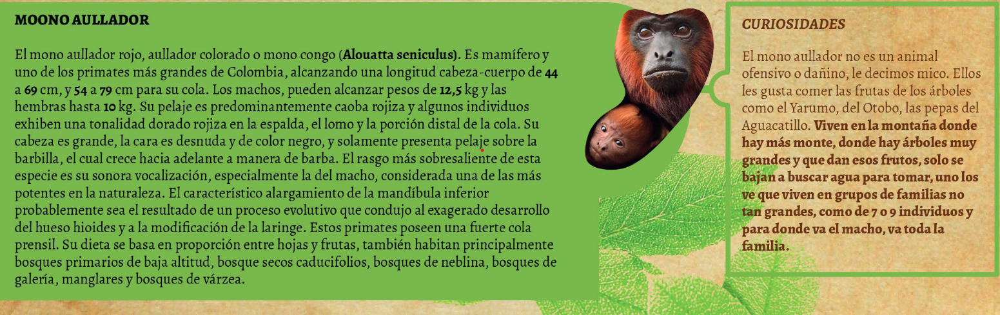 MOONO AULLADOR
El mono aullador rojo, aullador colorado o mono congo (Alouatta seniculus). Es mamífero y
uno de los primates más grandes de Colombia, alcanzando una longitud cabeza-cuerpo de 44
a 69 cm, y 54 a 79 cm para su cola. Los machos, pueden alcanzar pesos de 12,5 kg y las
hembras hasta 10 kg. Su pelaje es predominantemente caoba rojiza y algunos individuos
exhiben una tonalidad dorado rojiza en la espalda, el lomo y la porción distal de la cola. Su
cabeza es grande, la cara es desnuda y de color negro, y solamente presenta pelaje sobre la
barbilla, el cual crece hacia adelante a manera de barba. El rasgo más sobresaliente de esta
especie es su sonora vocalización, especialmente la del macho, considerada una de las más
potentes en la naturaleza. El característico alargamiento de la mandíbula inferior
probablemente sea el resultado de un proceso evolutivo que condujo al exagerado desarrollo
del hueso hioides y a la modificación de la laringe. Estos primates poseen una fuerte cola
prensil. Su dieta se basa en proporción entre hojas y frutas, también habitan principalmente
bosques primarios de baja altitud, bosque secos caducifolios, bosques de neblina, bosques de
galería, manglares y bosques de várzea.
CURIOSIDADES
El mono aullador no es un animal
ofensivo o dañino, le decimos mico. Ellos
les gusta comer las frutas de los árboles
como el Yarumo, del Otobo, las pepas del
Aguacatillo. Viven en la montaña donde
hay más monte, donde hay árboles muy
grandes y que dan esos frutos, solo se
bajan a buscar agua para tomar, uno los
ve que viven en grupos de familias no
tan grandes, como de 7 o 9 individuos y
para donde va el macho, va toda la
familia.